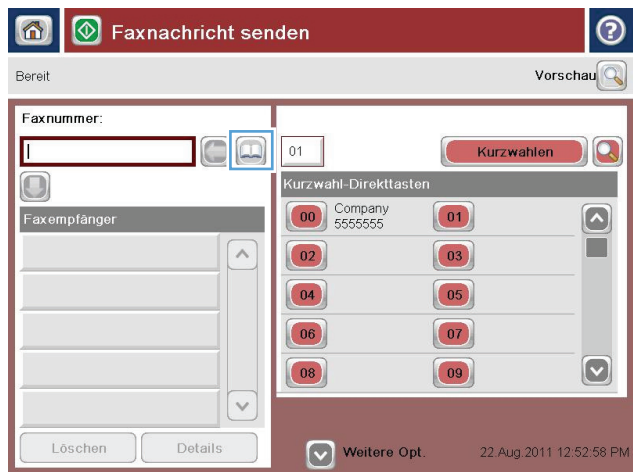 Faxnachricht senden
Bereit
Vorschau
Faxnummer:
01
Kurzwahlen
Kurzwahl-Direkttasten
Faxempfänger
00 Company 01
5555555
02 03
04 05
06 07
08 09
Löschen Details
Weitere Opt. 22 Aug 2011 12:52:58 PM